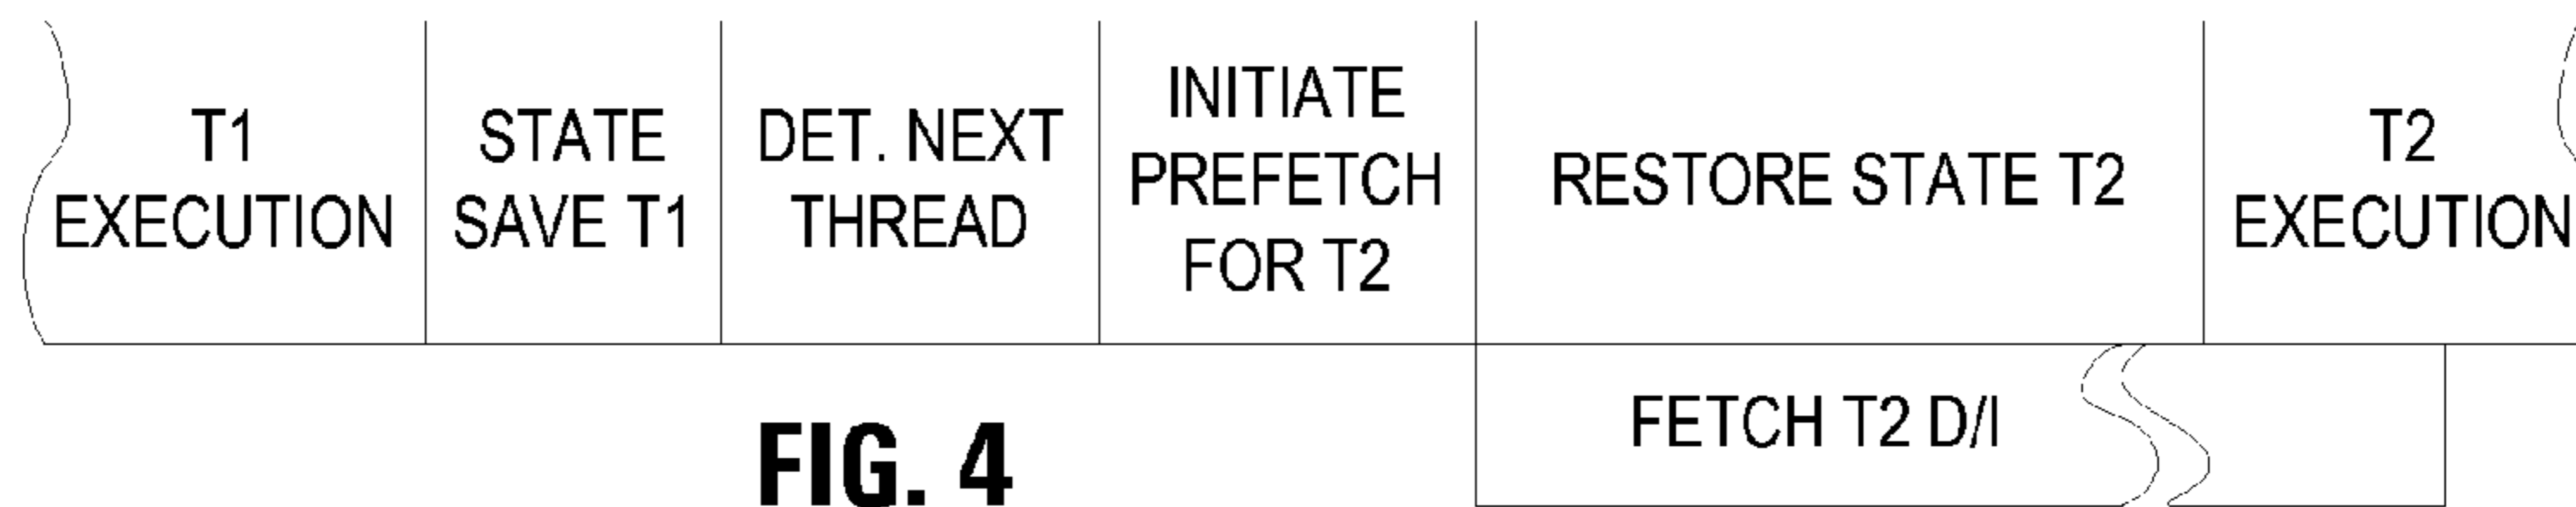 T1
EXECUTION
STATE
SAVE T1
DET. NEXT
THREAD
INITIATE
PREFETCH
FOR T2
RESTORE STATE T2
T2
EXECUTION
FETCH T2 D/I
FIG. 4